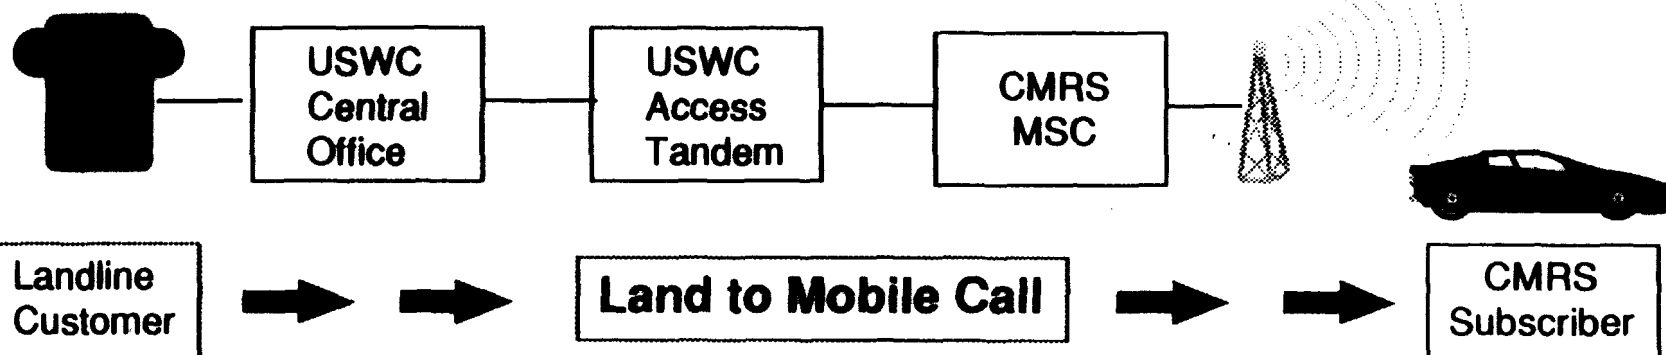 USWC
Central
Office
USWC
Access
Tandem
CMRS
MSC
Landline
Customer
Land to Mobile Call
CMRS
Subscriber